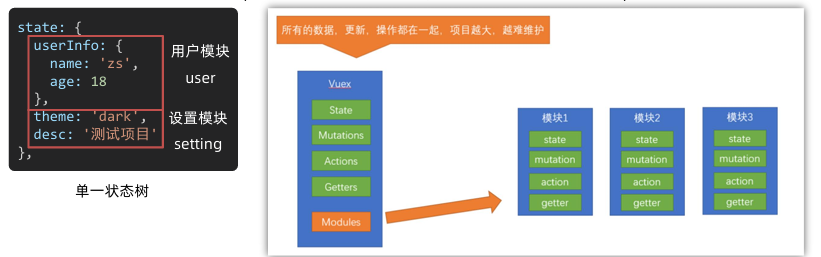 state: {
userInfo: {
name: 'zs',
age: 18
},
theme: 'dark',
desc: '测试项目'
},
用户模块
user
设置模块
setting
单一状态树
所有的数据，更新，操作都在一起，项目越大，越难维护
Vuex
State
Mutations
Actions
Getters
Modules
模块1
state
mutation
action
getter
模块2
state
mutation
action
getter
模块3
state
mutation
action
getter